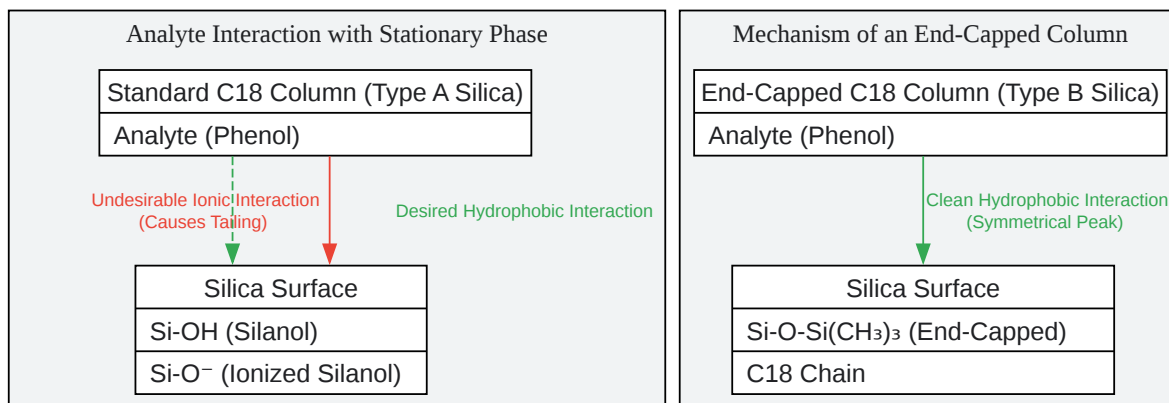 Analyte Interaction with Stationary Phase
Standard C18 Column (Type A Silica)
Analyte (Phenol)
Undesirable Ionic Interaction
(Causes Tailing)
Desired Hydrophobic Interaction
Silica Surface
Si-OH (Silanol)
Si-O⁻ (Ionized Silanol)
Mechanism of an End-Capped Column
End-Capped C18 Column (Type B Silica)
Analyte (Phenol)
Clean Hydrophobic Interaction
(Symmetrical Peak)
Silica Surface
Si-O-Si(CH₃)₃ (End-Capped)
C18 Chain